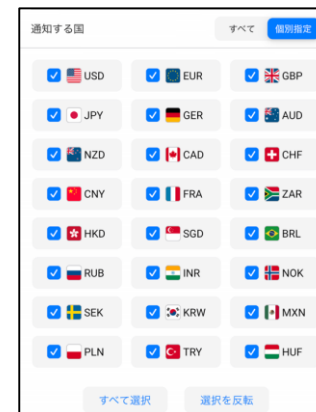 通知する国 すべて 個別指定
USD EUR GBP
JPY GER AUD
NZD CAD CHF
CNY FRA ZAR
HKD SGD BRL
RUB INR NOK
SEK KRW MXN
PLN TRY HUF
すべて選択 選択を反転